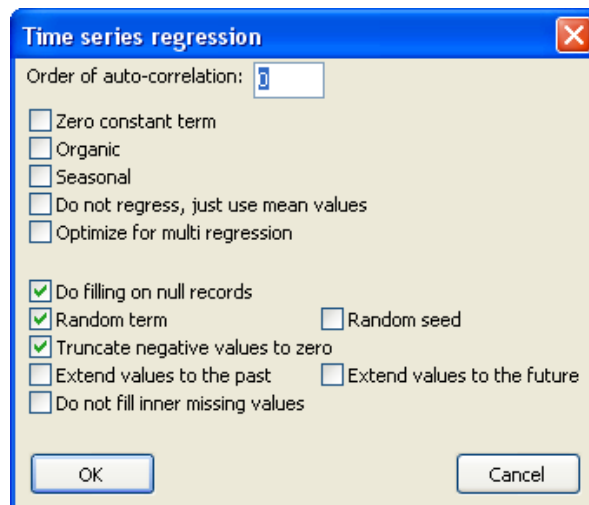 Time series regression
Order of auto-correlation: 0
Zero constant term
Organic
Seasonal
Do not regress, just use mean values
Optimize for multi regression
Do filling on null records
Random term Random seed
Truncate negative values to zero
Extend values to the past Extend values to the future
Do not fill inner missing values
OK Cancel